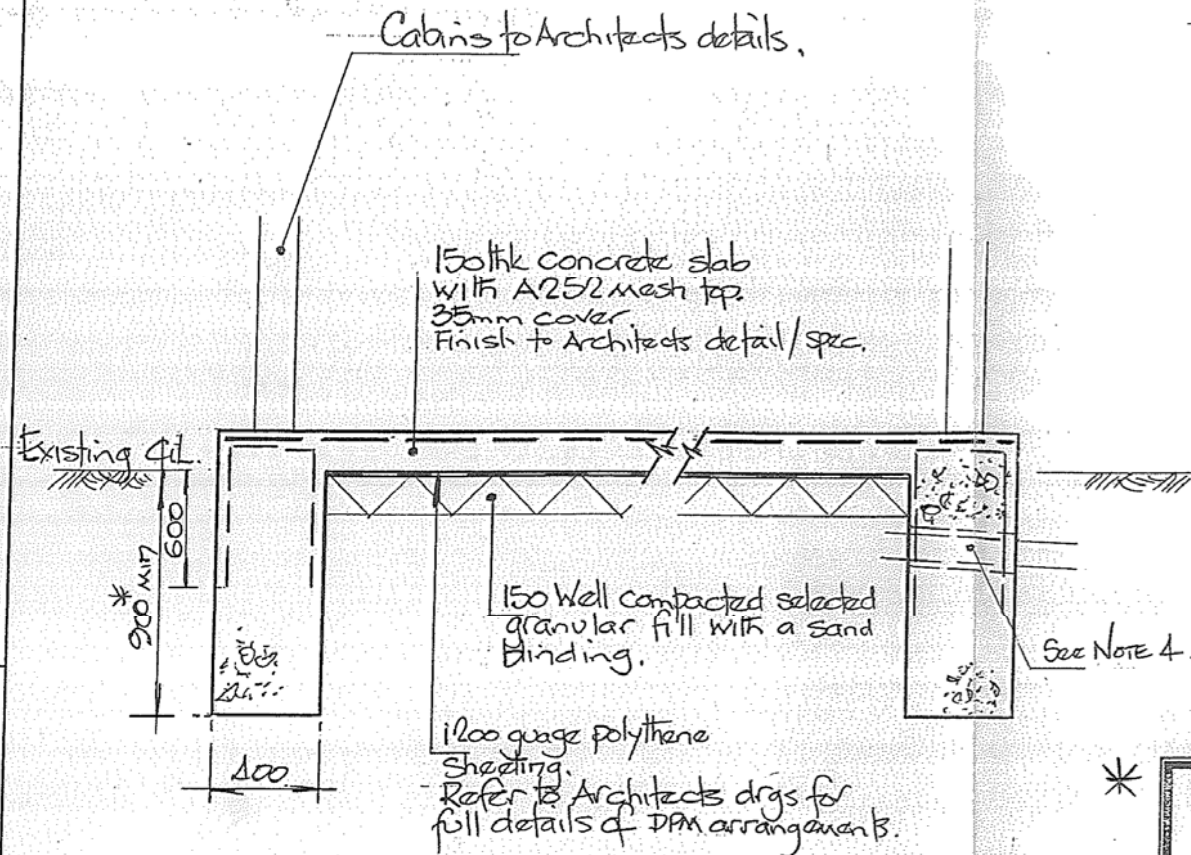 Cabins to Architects details.
150thk concrete slab
with A252 mesh top.
35mm cover.
Finish to Architects detail/spec.
Existing G.L.
600
900 min
*
400
150 Well compacted selected
granular fill with a sand
blinding.
See NOTE 4.
1200 guage polythene
sheeting.
Refer to Architects drgs for
full details of DPM arrangements.
*